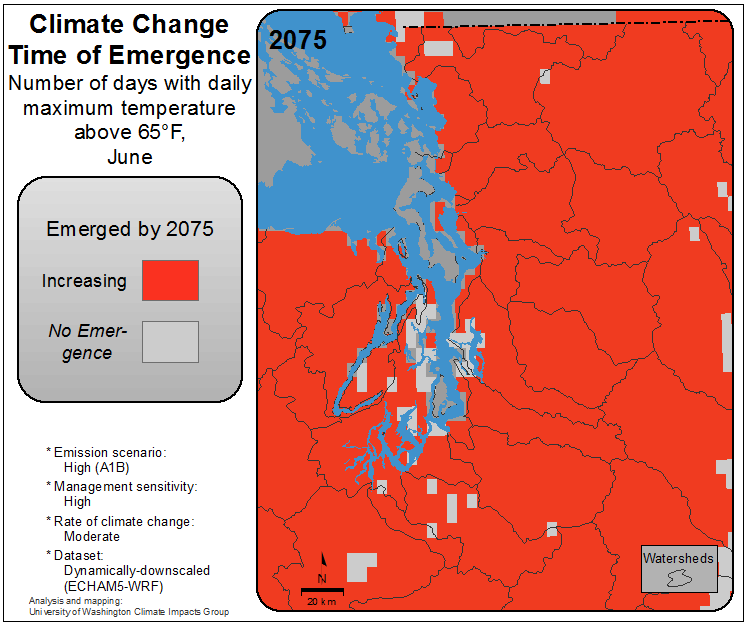 Climate Change
Time of Emergence
Number of days with daily
maximum temperature
above 65°F,
June
Emerged by 2075
Increasing
No Emer-
gence
* Emission scenario:
High (A1B)
* Management sensitivity:
High
* Rate of climate change:
Moderate
* Dataset:
Dynamically-downscaled
(ECHAM5-WRF)
Analysis and mapping:
University of Washington Climate Impacts Group
2075
N
20 km
Watersheds